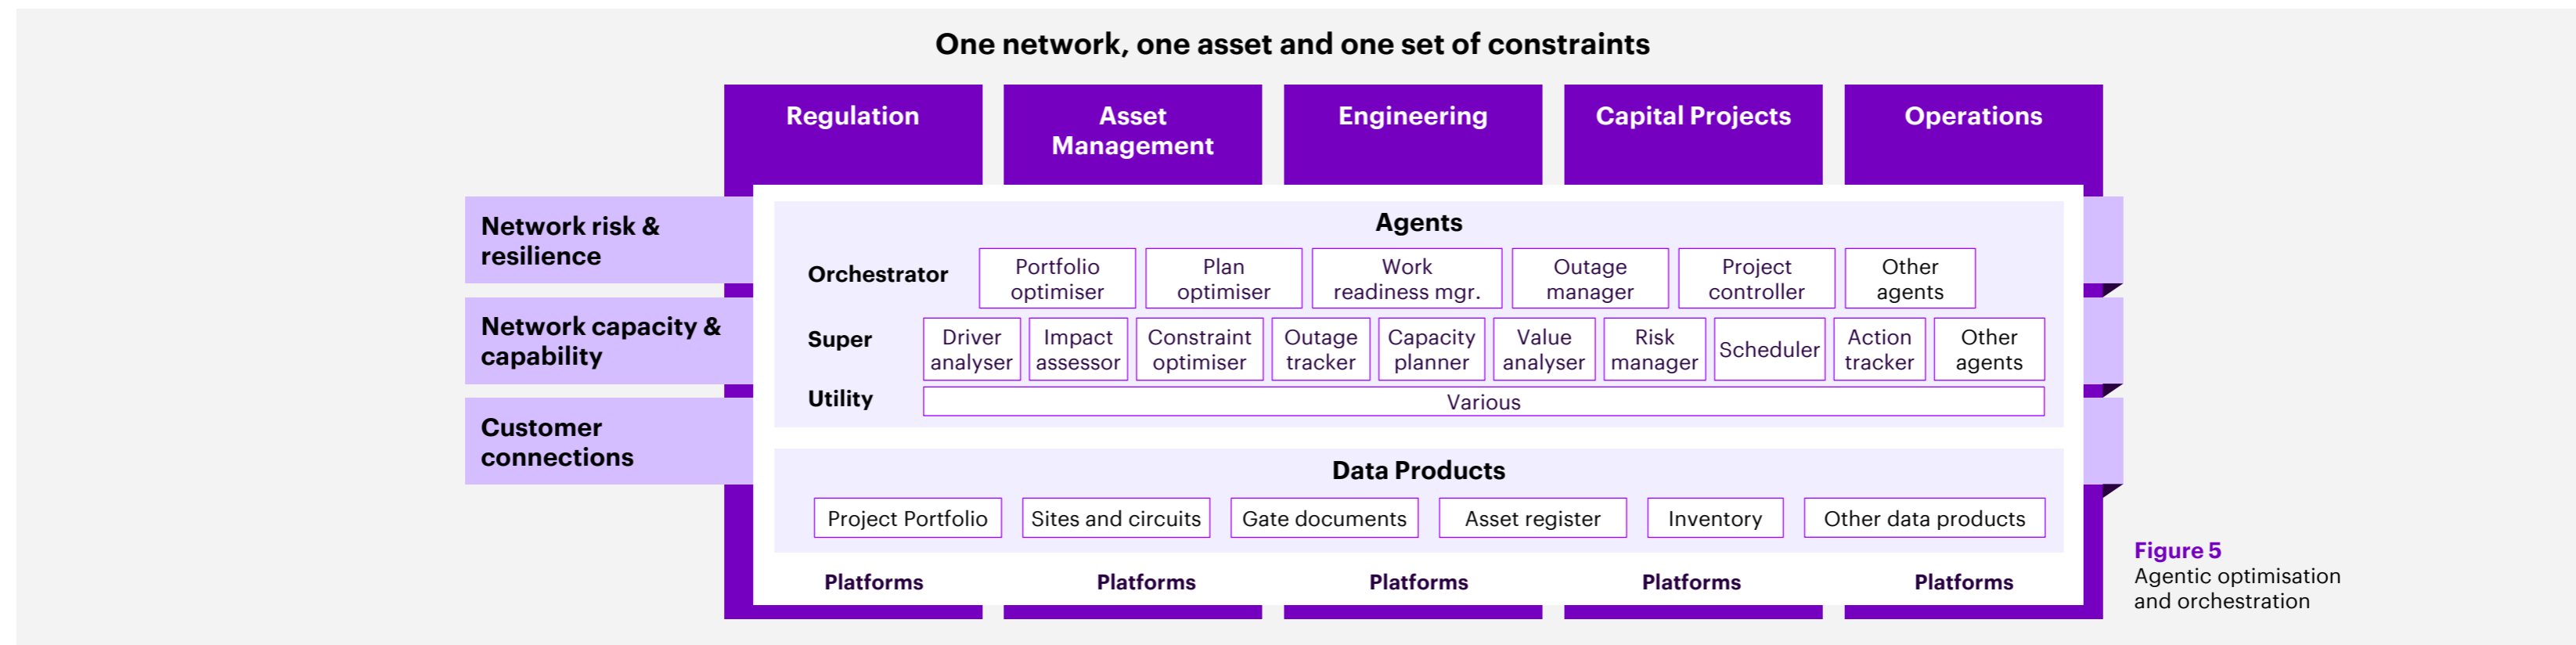 One network, one asset and one set of constraints
Regulation
Asset
Management
Engineering
Capital Projects
Operations
Network risk &
resilience
Network capacity &
capability
Customer
connections
Agents
Orchestrator
Portfolio
optimiser
Plan
optimiser
Work
readiness mgr.
Outage
manager
Project
controller
Other
agents
Super
Driver
analyser
Impact
assessor
Constraint
optimiser
Outage
tracker
Capacity
planner
Value
analyser
Risk
manager
Scheduler
Action
tracker
Other
agents
Utility
Various
Data Products
Project Portfolio
Sites and circuits
Gate documents
Asset register
Inventory
Other data products
Platforms
Platforms
Platforms
Platforms
Platforms
Figure 5
Agentic optimisation
and orchestration